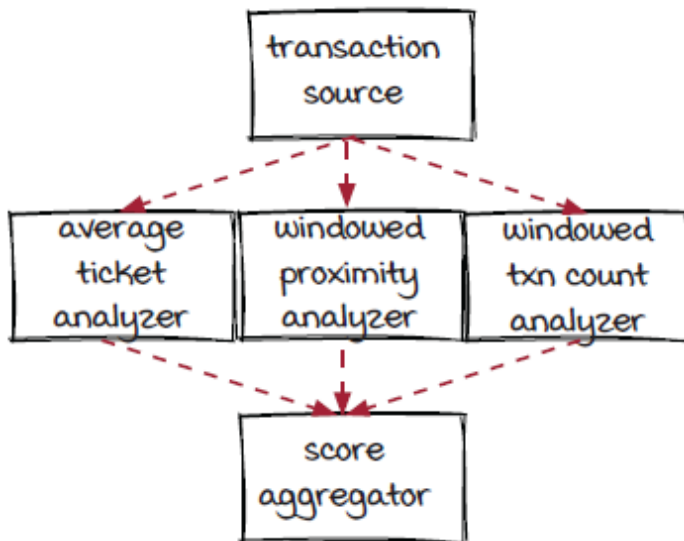 transaction
source
average
ticket
analyzer
windowed
proximity
analyzer
windowed
txn count
analyzer
score
aggregator